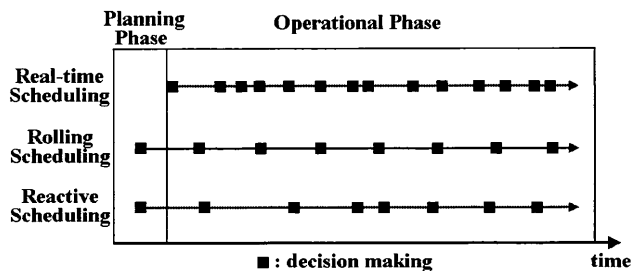 Planning
Phase
Operational Phase
Real-time
Scheduling
Rolling
Scheduling
Reactive
Scheduling
■ : decision making
time